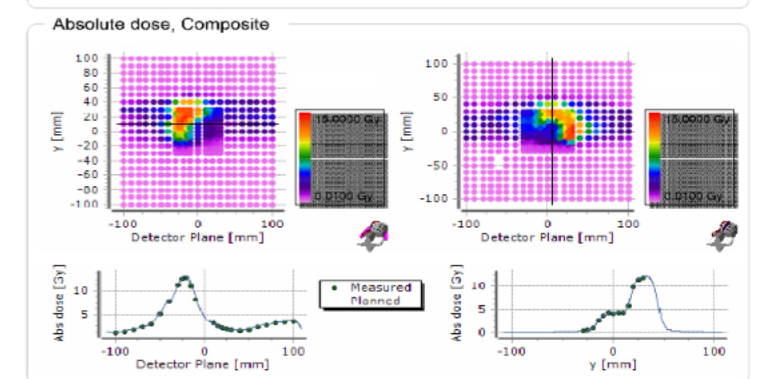 Absolute dose, Composite
y [mm]
100
80
60
40
20
0
-20
-40
-60
-80
-100
-100 0 100
Detector Plane [mm]
15.0000 Gy
0.0100 Gy
y [mm]
100
50
0
-50
-100
-100 0 100
Detector Plane [mm]
15.0000 Gy
0.0100 Gy
Abs dose [Gy]
10
5
-100 0 100
Detector Plane [mm]
Measured
Planned
Abs dose [Gy]
10
5
0
-100 0 100
y [mm]